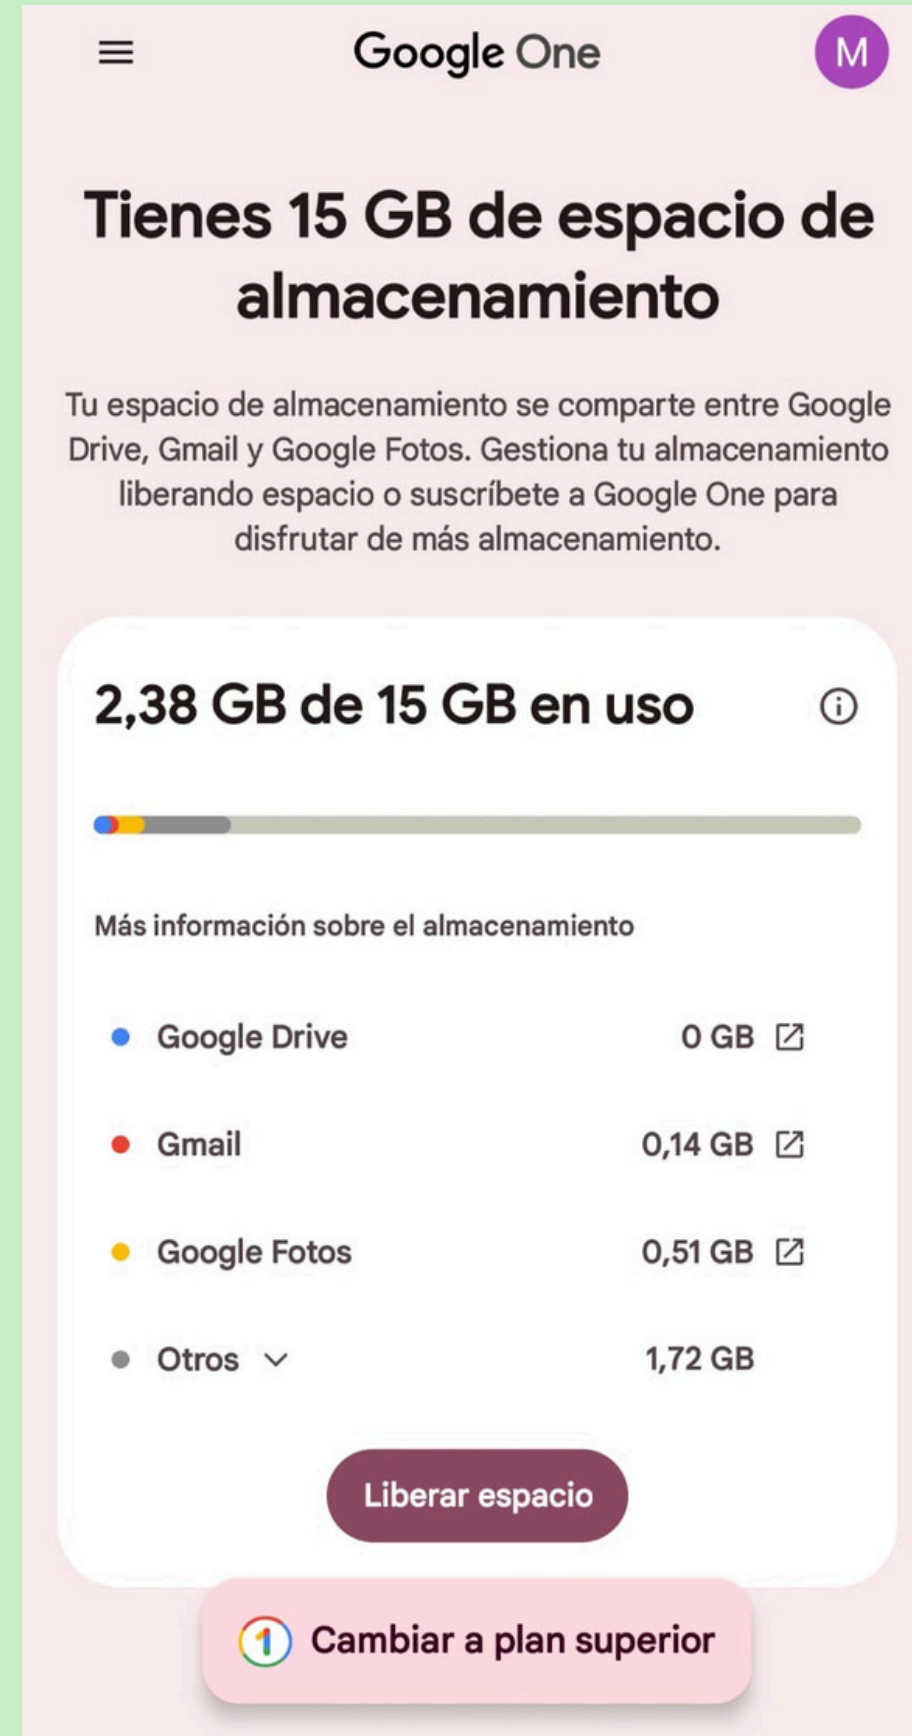 Google One
M
Tienes 15 GB de espacio de
almacenamiento
Tu espacio de almacenamiento se comparte entre Google
Drive, Gmail y Google Fotos. Gestiona tu almacenamiento
liberando espacio o suscríbete a Google One para
disfrutar de más almacenamiento.
2,38 GB de 15 GB en uso
Más información sobre el almacenamiento
Google Drive 0 GB
Gmail 0,14 GB
Google Fotos 0,51 GB
Otros 1,72 GB
Liberar espacio
1 Cambiar a plan superior